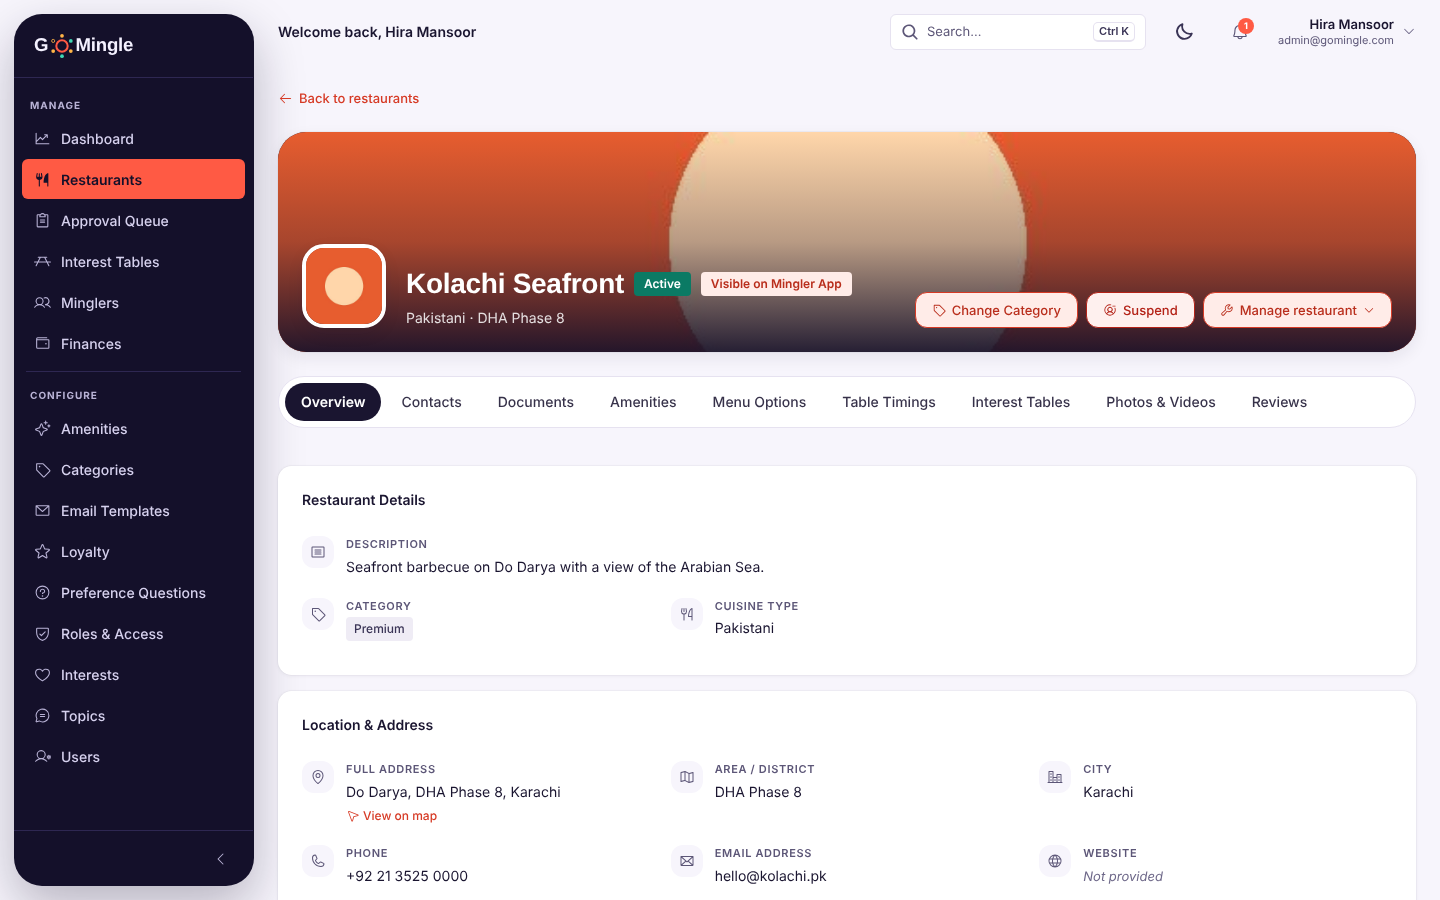 GoMingle
Welcome back, Hira Mansoor
Search...
Ctrl K
1
Hira Mansoor
admin@gomingle.com
MANAGE
Dashboard
Restaurants
Approval Queue
Interest Tables
Minglers
Finances
CONFIGURE
Amenities
Categories
Email Templates
Loyalty
Preference Questions
Roles & Access
Interests
Topics
Users
Back to restaurants
Kolachi Seafront
Active
Visible on Mingler App
Pakistani · DHA Phase 8
Change Category
Suspend
Manage restaurant
Overview
Contacts
Documents
Amenities
Menu Options
Table Timings
Interest Tables
Photos & Videos
Reviews
Restaurant Details
DESCRIPTION
Seafront barbecue on Do Darya with a view of the Arabian Sea.
CATEGORY
Premium
CUISINE TYPE
Pakistani
Location & Address
FULL ADDRESS
Do Darya, DHA Phase 8, Karachi
View on map
AREA / DISTRICT
DHA Phase 8
CITY
Karachi
PHONE
+92 21 3525 0000
EMAIL ADDRESS
hello@kolachi.pk
WEBSITE
Not provided